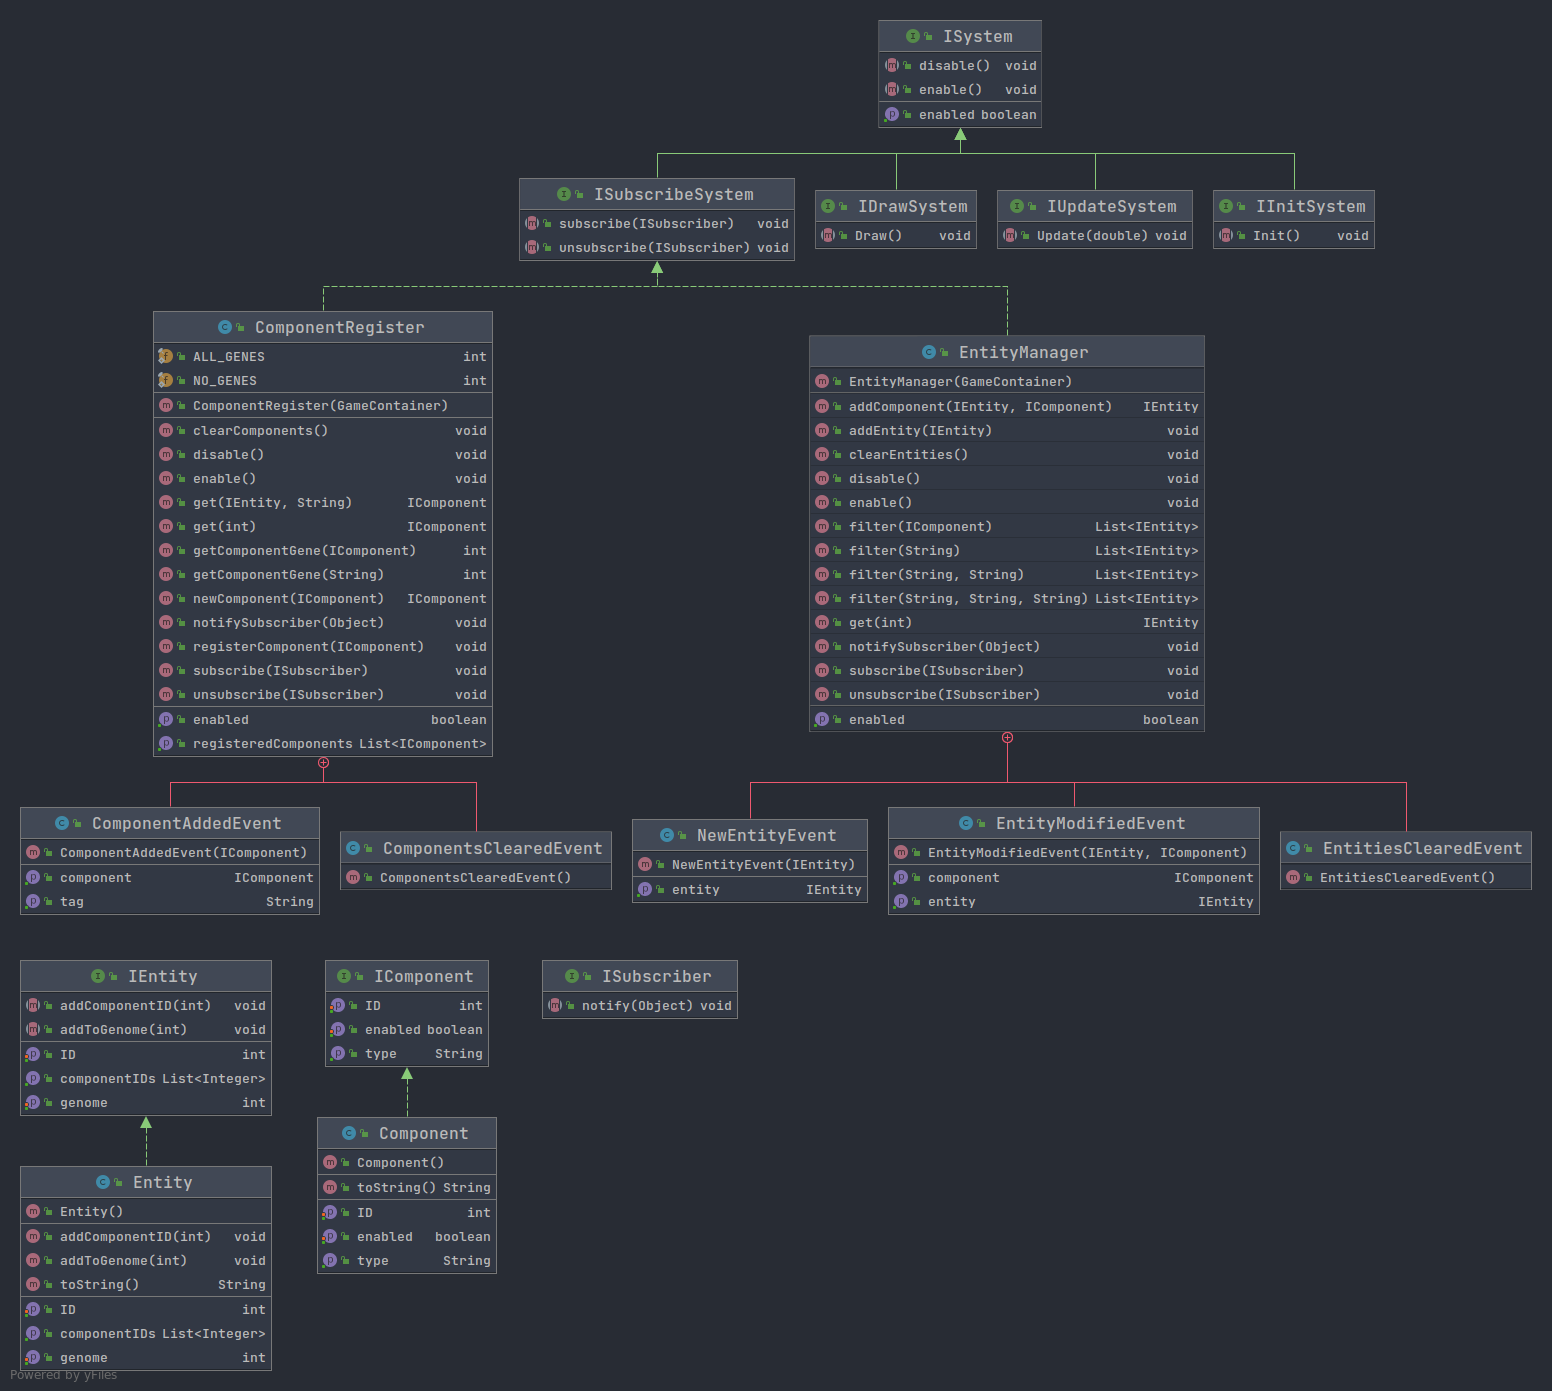 ISystem
disable() void
enable() void
enabled boolean
ISubscribeSystem
subscribe(ISubscriber) void
unsubscribe(ISubscriber) void
IDrawSystem
Draw() void
IUpdateSystem
Update(double) void
IInitSystem
Init() void
ComponentRegister
ALL_GENES int
NO_GENES int
ComponentRegister(GameContainer)
clearComponents() void
disable() void
enable() void
get(IEntity, String) IComponent
get(int) IComponent
getComponentGene(IComponent) int
getComponentGene(String) int
newComponent(IComponent) IComponent
notifySubscriber(Object) void
registerComponent(IComponent) void
subscribe(ISubscriber) void
unsubscribe(ISubscriber) void
enabled boolean
registeredComponents List<IComponent>
EntityManager
EntityManager(GameContainer)
addComponent(IEntity, IComponent) IEntity
addEntity(IEntity) void
clearEntities() void
disable() void
enable() void
filter(IComponent) List<IEntity>
filter(String) List<IEntity>
filter(String, String) List<IEntity>
filter(String, String, String) List<IEntity>
get(int) IEntity
notifySubscriber(Object) void
subscribe(ISubscriber) void
unsubscribe(ISubscriber) void
enabled boolean
ComponentAddedEvent
ComponentAddedEvent(IComponent)
component IComponent
tag String
ComponentsClearedEvent
ComponentsClearedEvent()
NewEntityEvent
NewEntityEvent(IEntity)
entity IEntity
EntityModifiedEvent
EntityModifiedEvent(IEntity, IComponent)
component IComponent
entity IEntity
EntitiesClearedEvent
EntitiesClearedEvent()
IEntity
addComponentID(int) void
addToGenome(int) void
ID int
componentIDs List<Integer>
genome int
IComponent
ID int
enabled boolean
type String
ISubscriber
notify(Object) void
Entity
Entity()
addComponentID(int) void
addToGenome(int) void
toString() String
ID int
componentIDs List<Integer>
genome int
Component
Component()
toString() String
ID int
enabled boolean
type String
Powered by yFiles